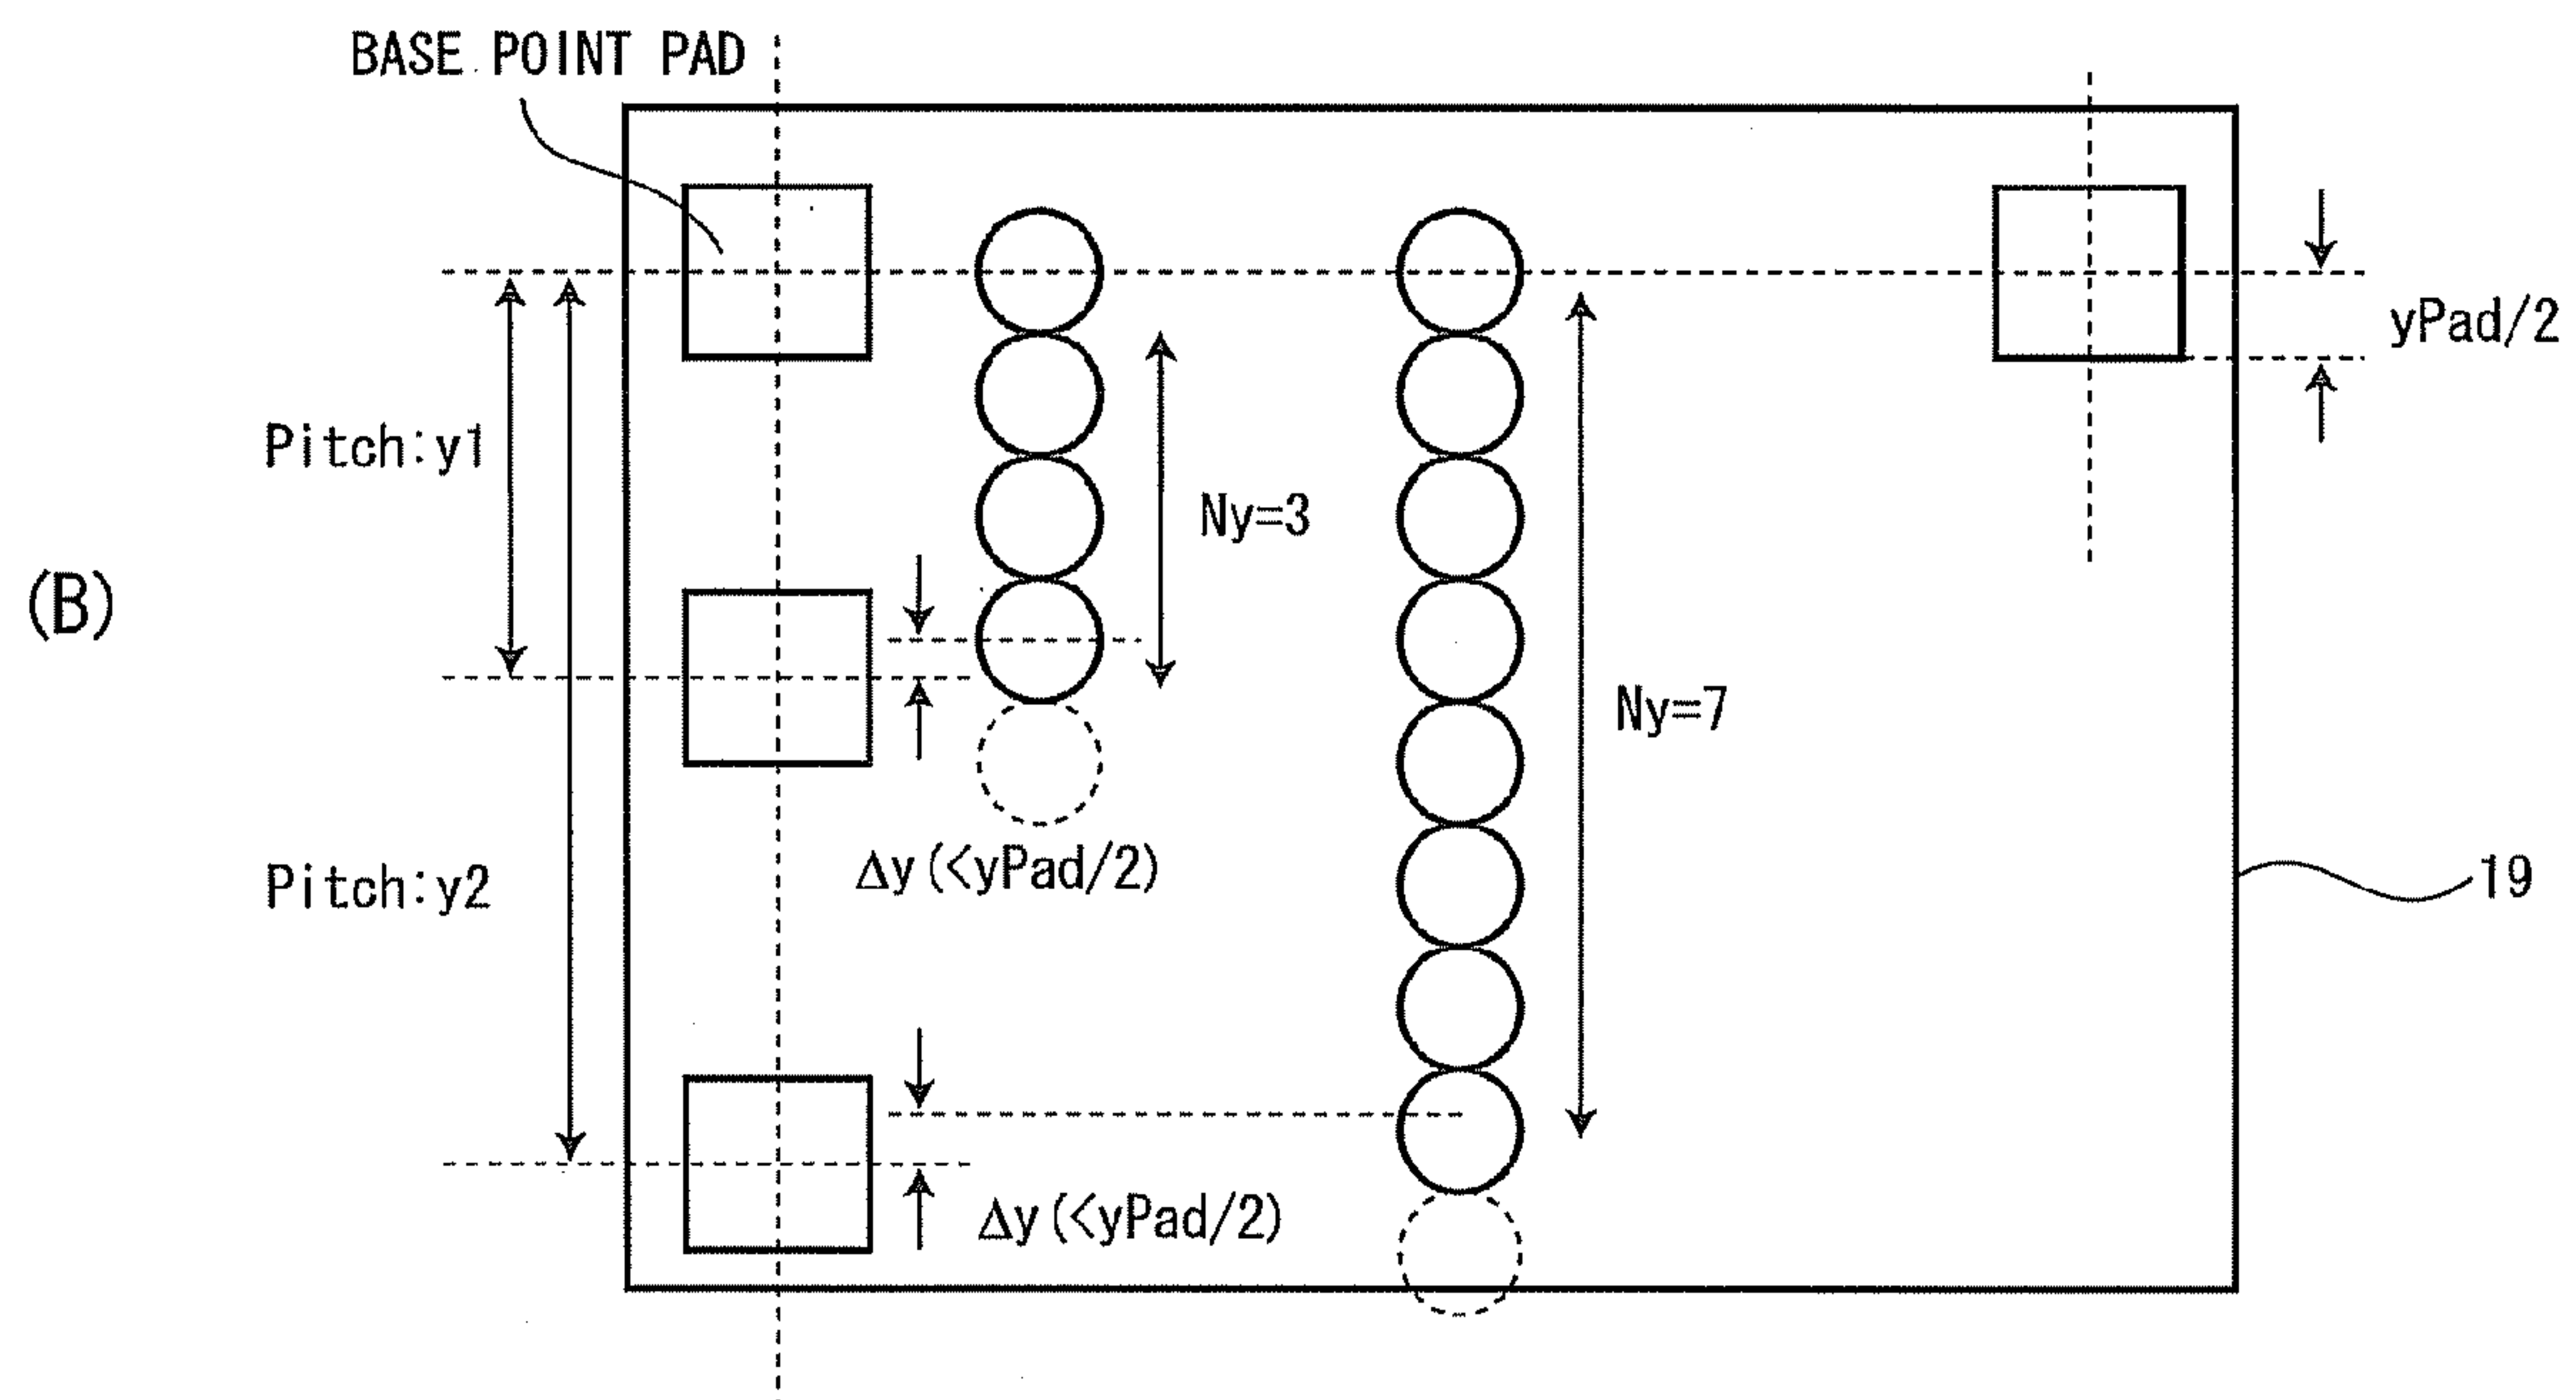 BASE POINT PAD
yPad/2
Pitch:y1
Ny=3
(B)
Ny=7
Δy(<yPad/2)
Pitch:y2
19
Δy(<yPad/2)